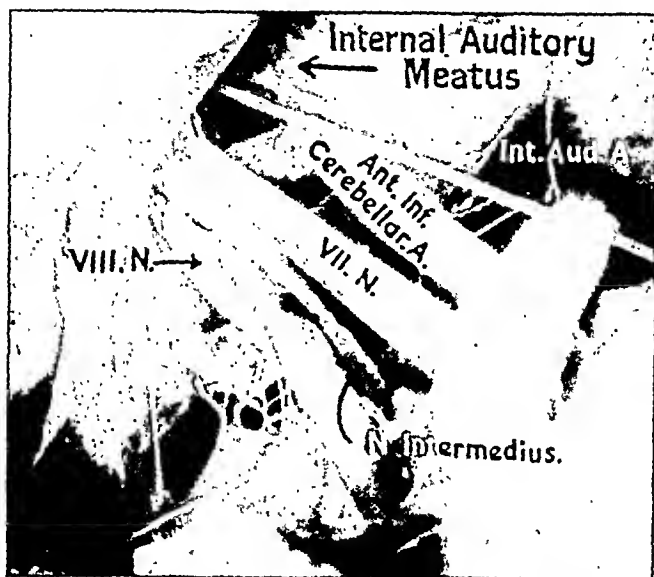 Internal Auditory
Meatus
Int. Aud. A
Ant. Inf.
Cerebellar. A.
VII. N.
VIII. N.
N. Intermedius.